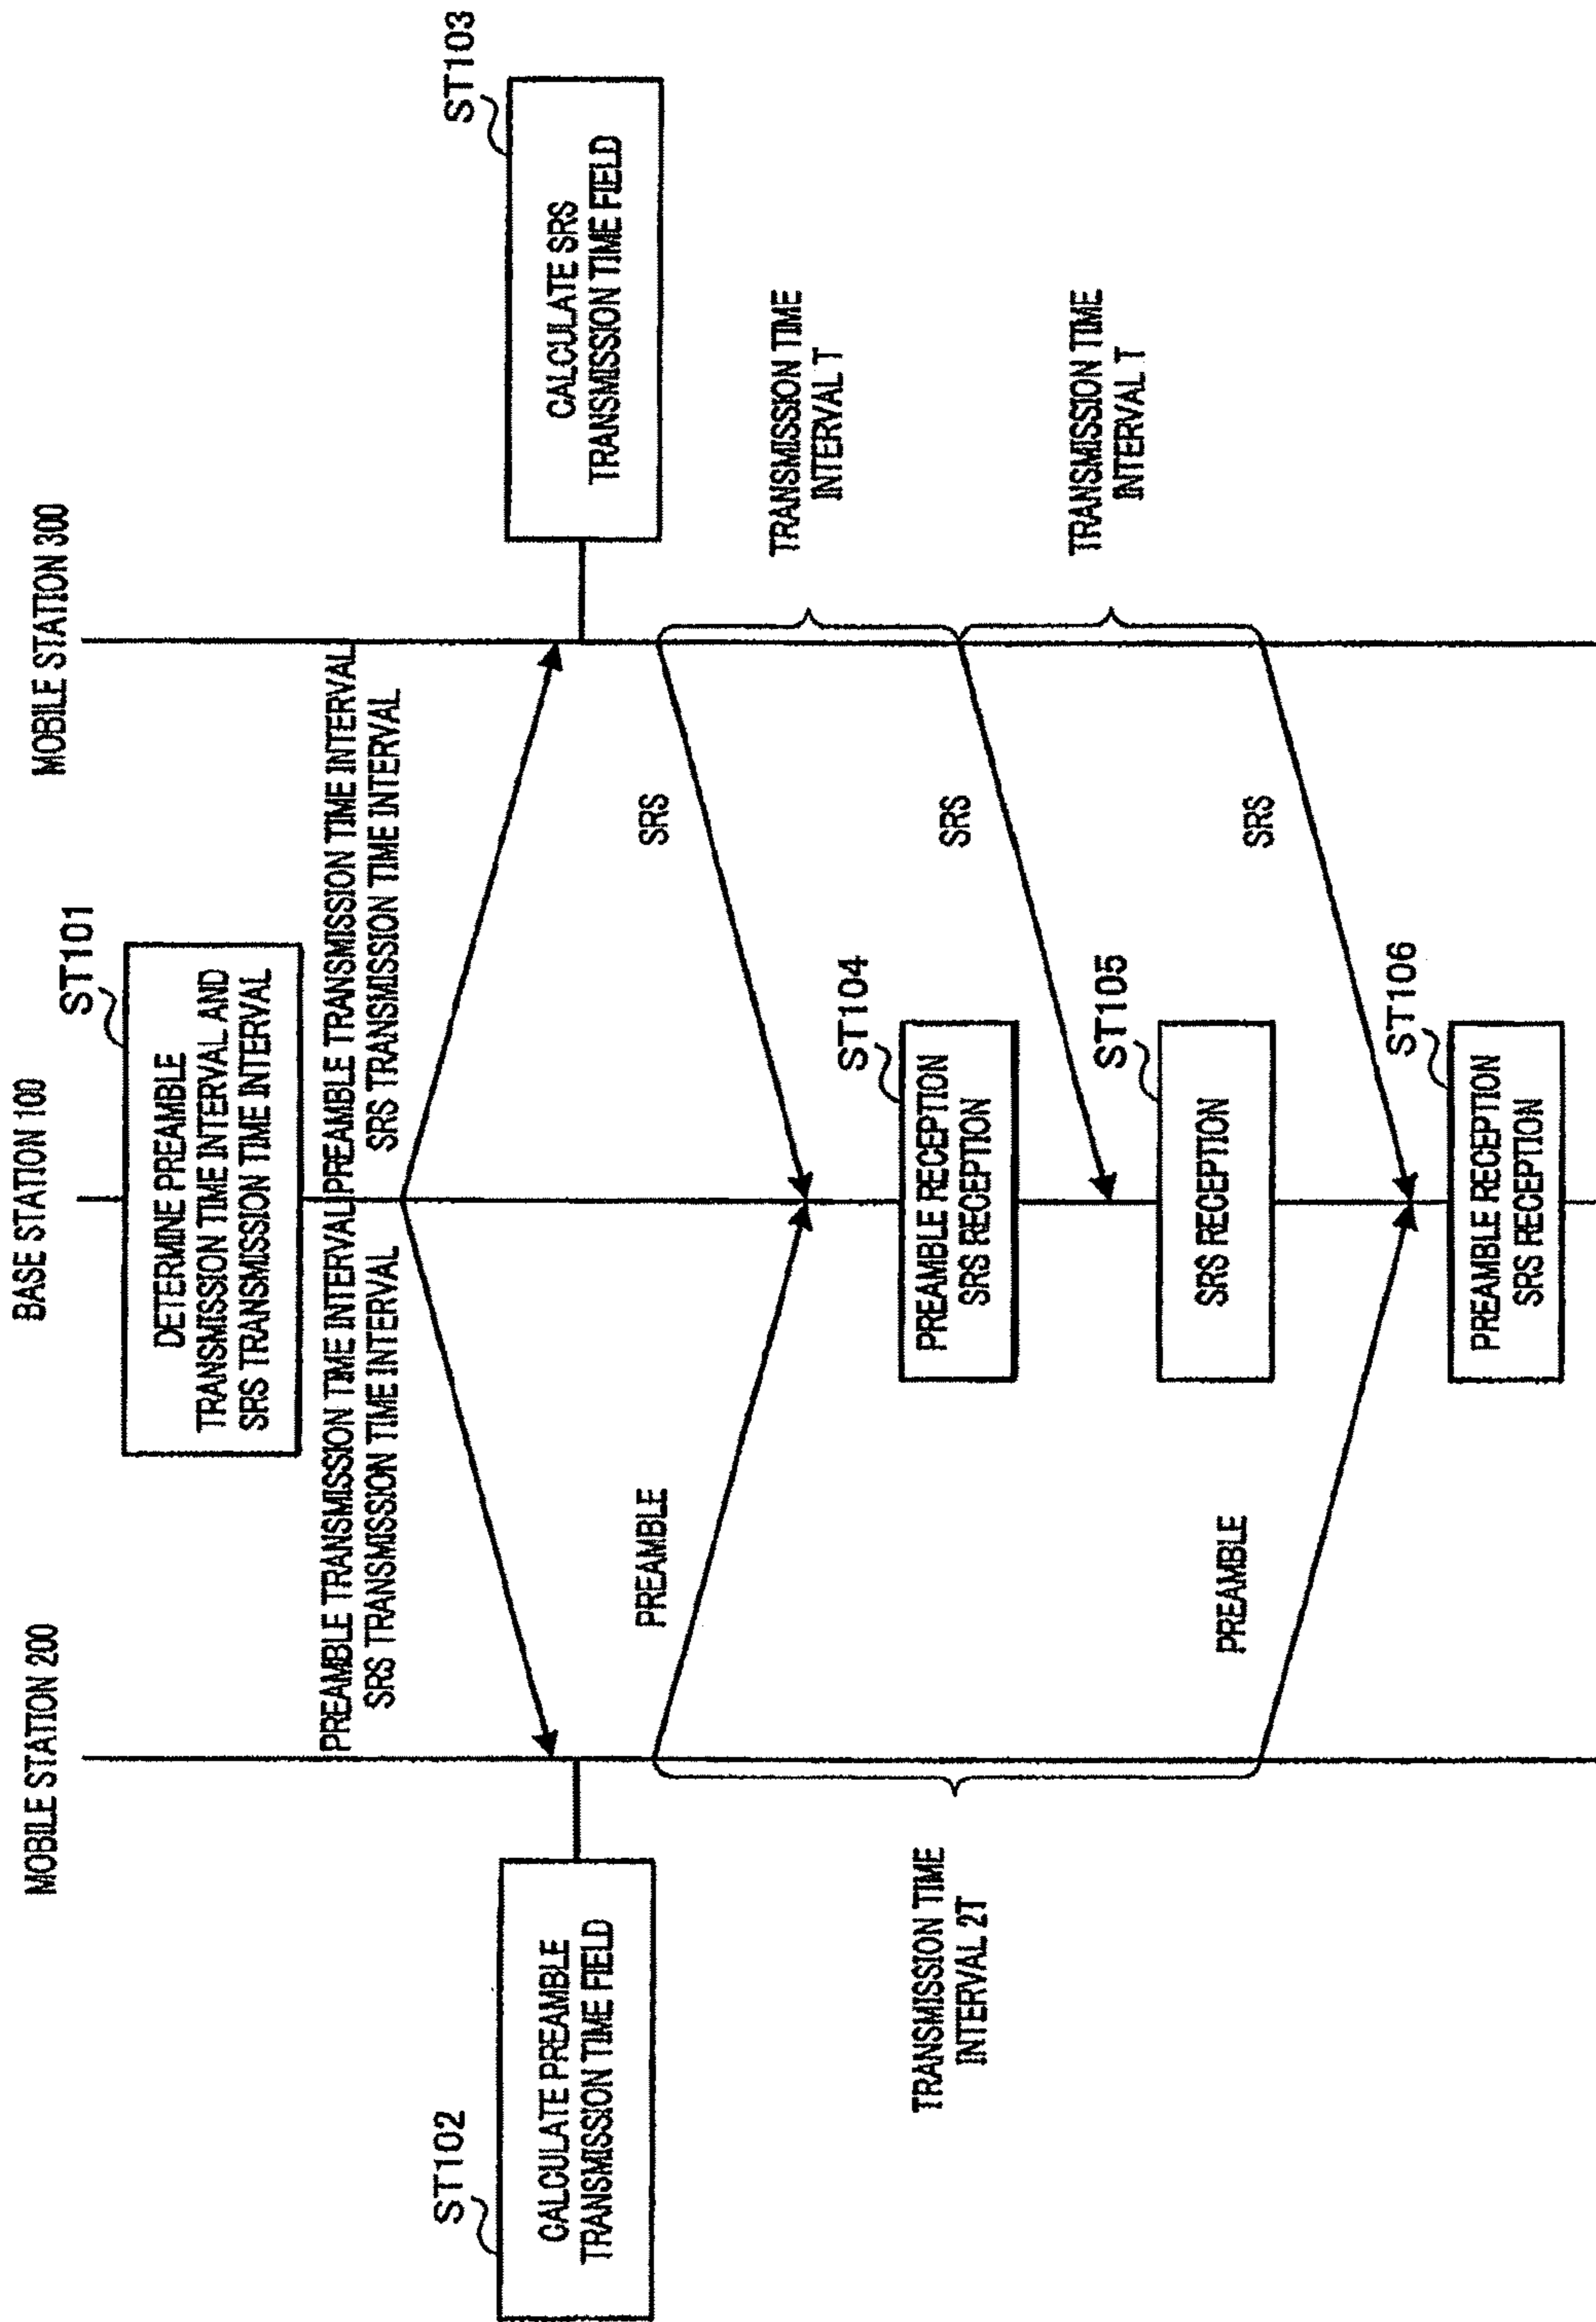 MOBILE STATION 200
BASE STATION 100
MOBILE STATION 300
ST101
DETERMINE PREAMBLE
TRANSMISSION TIME INTERVAL AND
SRS TRANSMISSION TIME INTERVAL
PREAMBLE TRANSMISSION TIME INTERVAL
SRS TRANSMISSION TIME INTERVAL
PREAMBLE TRANSMISSION TIME INTERVAL
SRS TRANSMISSION TIME INTERVAL
ST102
CALCULATE PREAMBLE
TRANSMISSION TIME FIELD
ST103
CALCULATE SRS
TRANSMISSION TIME FIELD
PREAMBLE
SRS
TRANSMISSION TIME
INTERVAL T
ST104
PREAMBLE RECEPTION
SRS RECEPTION
TRANSMISSION TIME
INTERVAL 2T
SRS
TRANSMISSION TIME
INTERVAL T
ST105
SRS RECEPTION
PREAMBLE
SRS
ST106
PREAMBLE RECEPTION
SRS RECEPTION